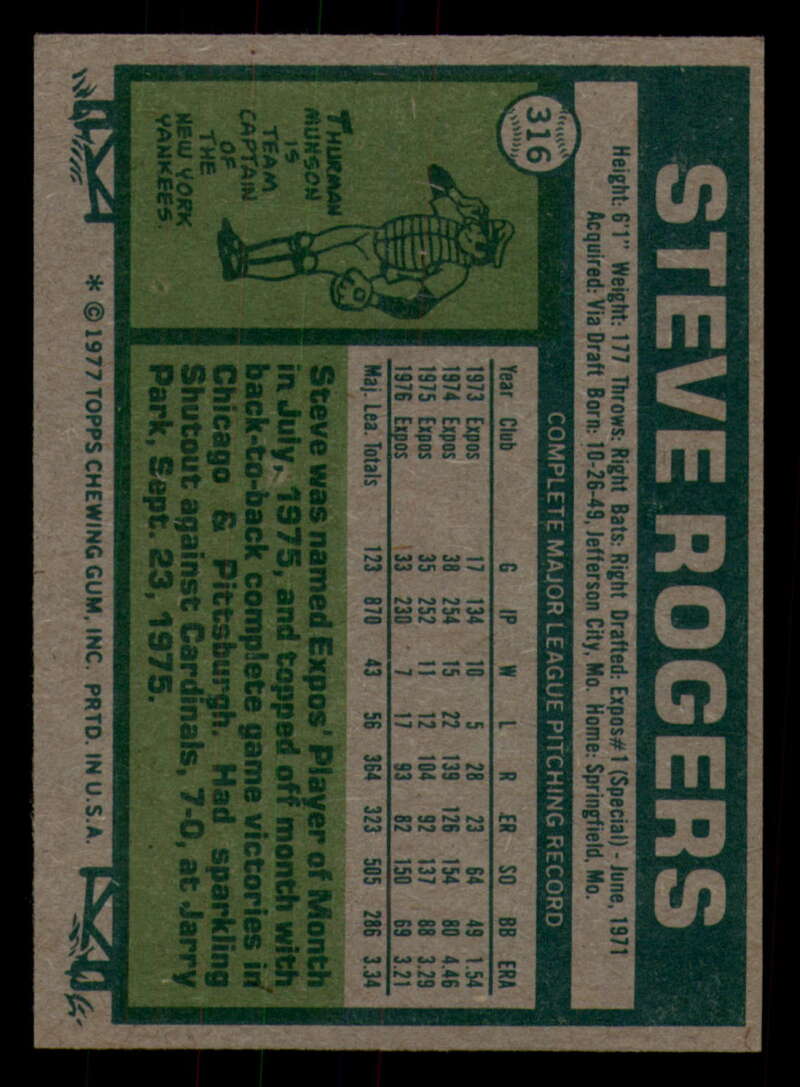 STEVE ROGERS
316
Height: 6'1" Weight: 177 Throws: Right Bats: Right Drafted: Expos #1 (Special) - June, 1971
Acquired: Via Draft Born: 10-26-49, Jefferson City, Mo. Home: Springfield, Mo.
COMPLETE MAJOR LEAGUE PITCHING RECORD
Year Club G IP W L R ER SO BB ERA
1973 Expos 17 134 10 5 28 23 64 49 1.54
1974 Expos 38 254 15 22 139 126 154 80 4.46
1975 Expos 35 252 11 12 104 92 137 88 3.29
1976 Expos 33 230 7 17 93 82 150 69 3.21
Maj. Lea. Totals 123 870 43 56 364 323 505 286 3.34
THURMAN
MUNSON
IS
TEAM
CAPTAIN
OF
THE
NEW YORK
YANKEES.
Steve was named Expos' Player of Month
in July, 1975, and topped off month with
back-to-back complete game victories in
Chicago & Pittsburgh. Had sparkling
Shutout against Cardinals, 7-0, at Jarry
Park, Sept. 23, 1975.
* © 1977 TOPPS CHEWING GUM, INC. PRTD. IN U.S.A.